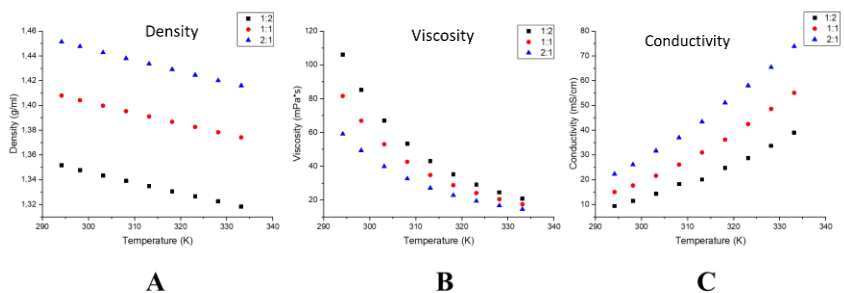 Density
1:2
1:1
2:1
1,46
1,44
1,42
1,40
1,38
1,36
1,34
1,32
Density (g/ml)
290 300 310 320 330 340
Temperature (K)
A
Viscosity
1:2
1:1
2:1
120
100
80
60
40
20
Viscosity (mPa*s)
290 300 310 320 330 340
Temperature (K)
B
Conductivity
1:2
1:1
2:1
80
70
60
50
40
30
20
10
Conductivity (mS/cm)
290 300 310 320 330 340
Temperature (K)
C